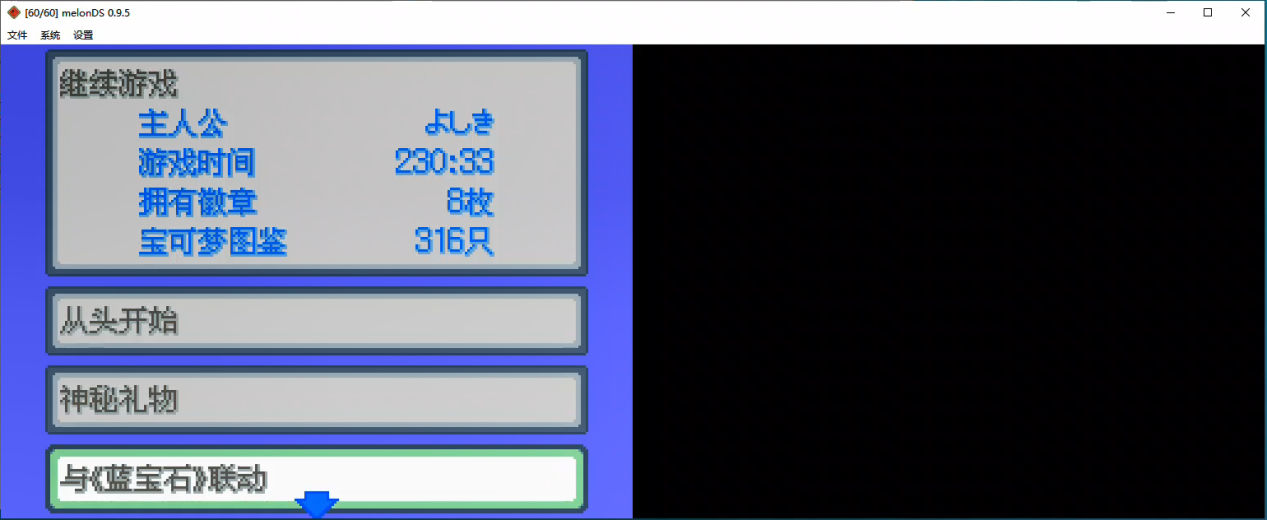 [60/60] melonDS 0.9.5
文件 系统 设置
继续游戏
主人公 よしき
游戏时间 230:33
拥有徽章 8枚
宝可梦图鉴 316只
从头开始
神秘礼物
与《蓝宝石》联动